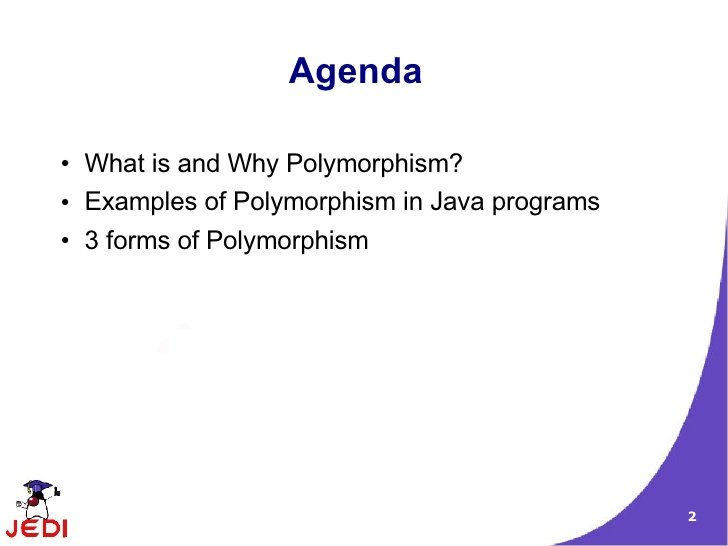 Agenda
• What is and Why Polymorphism?
• Examples of Polymorphism in Java programs
• 3 forms of Polymorphism
JEDI
2